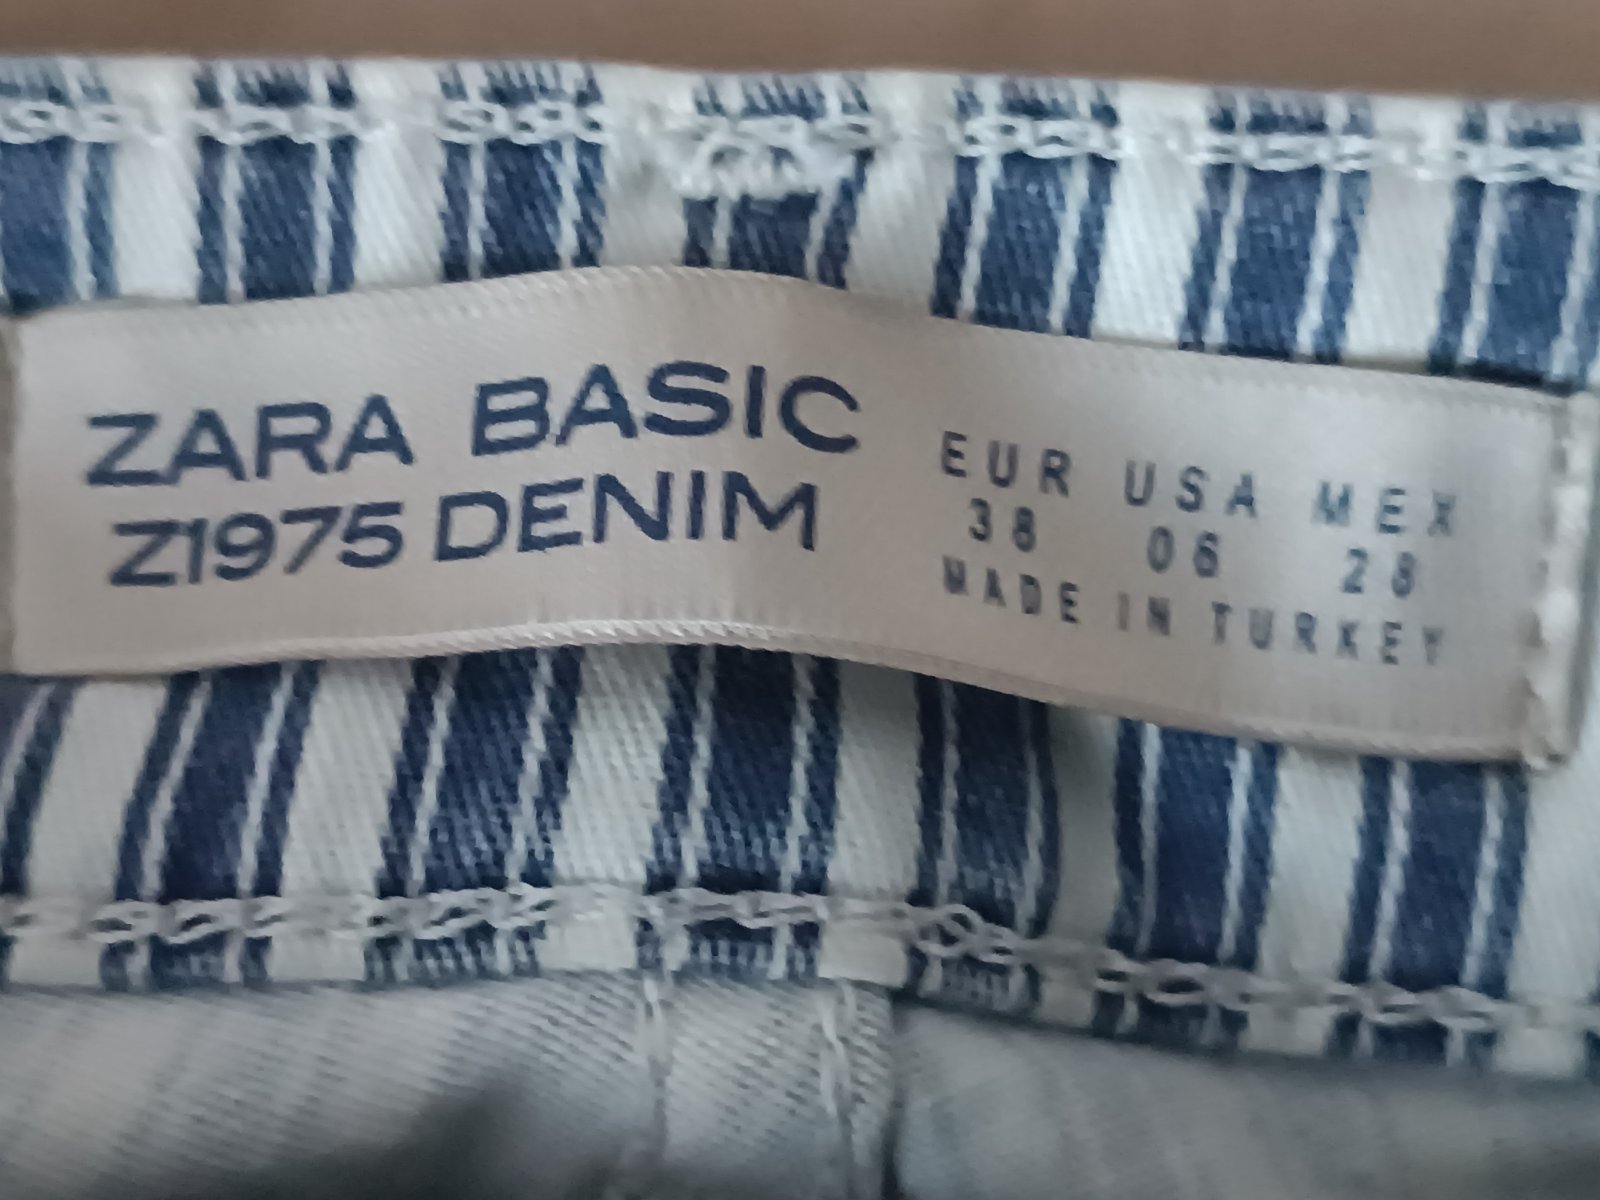 ZARA BASIC
Z1975 DENIM
EUR USA MEX
38 06 28
MADE IN TURKEY